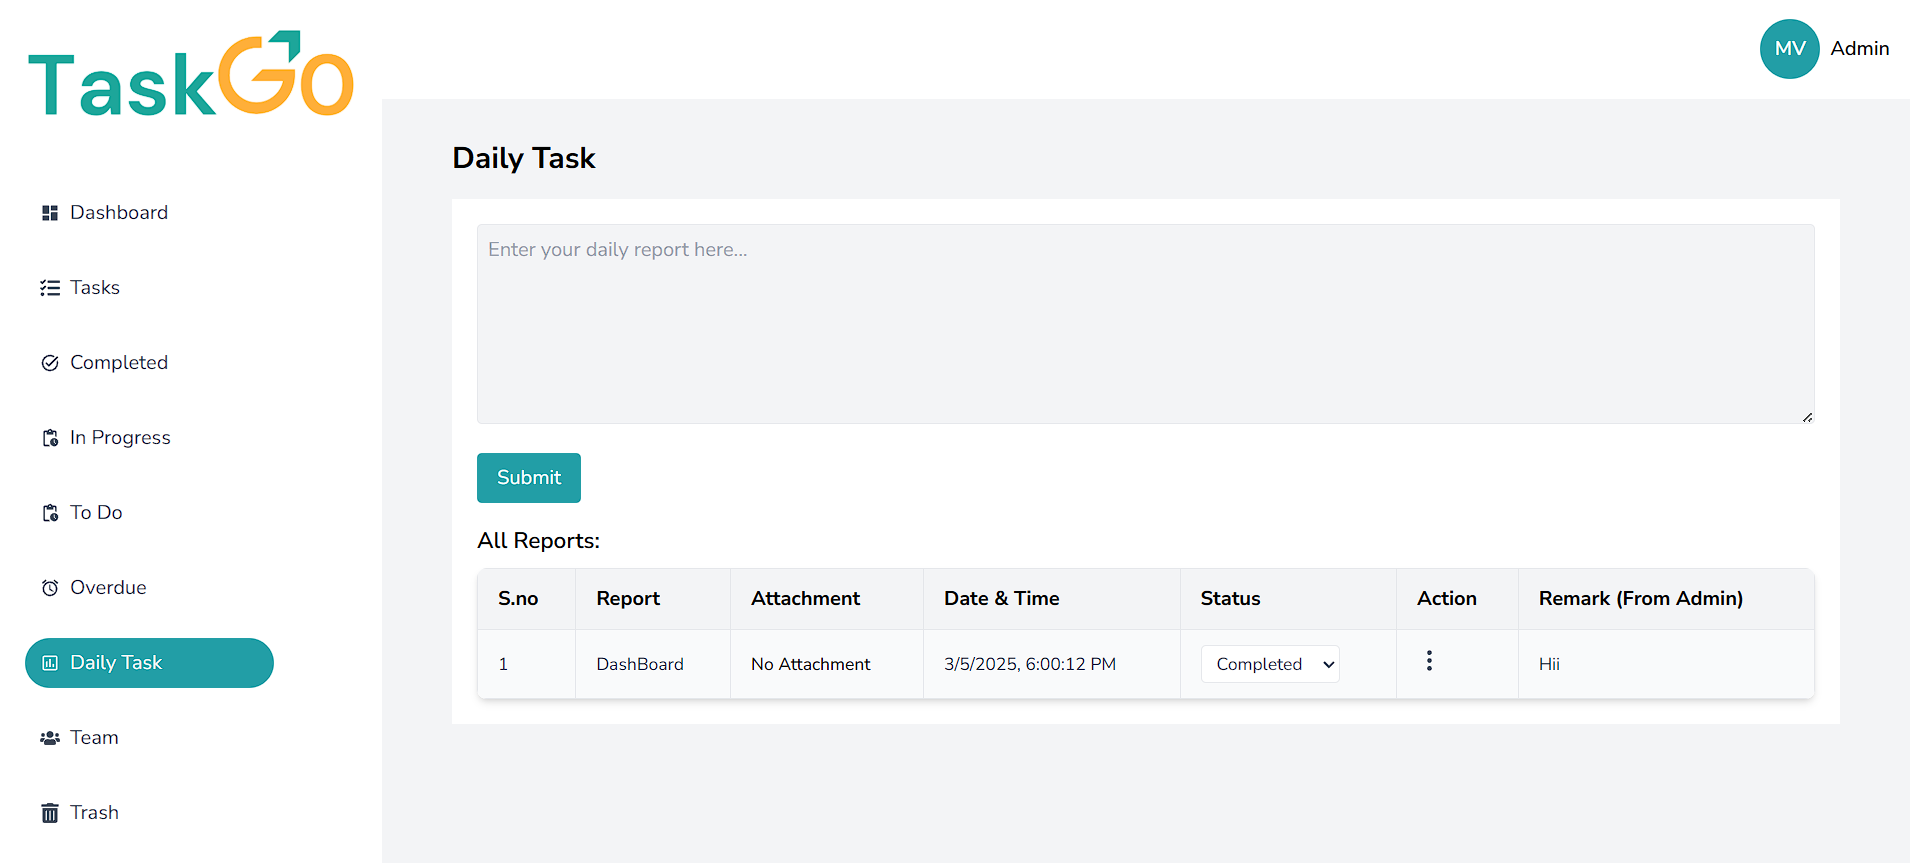 TaskGo
MV Admin
Dashboard
Tasks
Completed
In Progress
To Do
Overdue
Daily Task
Team
Trash
Daily Task
Enter your daily report here...
Submit
All Reports:
S.no Report Attachment Date & Time Status Action Remark (From Admin)
1 DashBoard No Attachment 3/5/2025, 6:00:12 PM Completed Hii